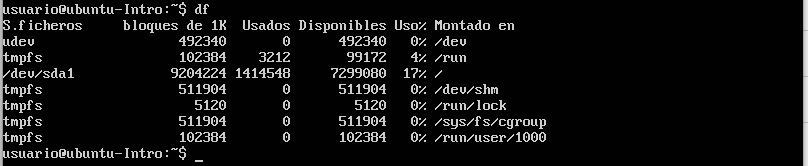 usuario@ubuntu-Intro:~$ df
S.ficheros     bloques de 1K  Usados Disponibles Uso% Montado en
udev                  492340       0      492340   0% /dev
tmpfs                 102384    3212       99172   4% /run
/dev/sda1            9204224 1414548     7299080  17% /
tmpfs                 511904       0      511904   0% /dev/shm
tmpfs                   5120       0        5120   0% /run/lock
tmpfs                 511904       0      511904   0% /sys/fs/cgroup
tmpfs                 102384       0      102384   0% /run/user/1000
usuario@ubuntu-Intro:~$ _